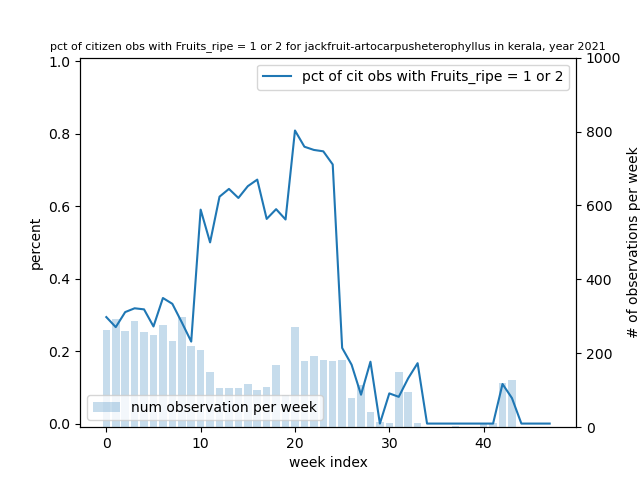 pct of citizen obs with Fruits_ripe = 1 or 2 for jackfruit-artocarpusheterophyllus in kerala, year 2021
pct of cit obs with Fruits_ripe = 1 or 2
1.0
0.8
0.6
0.4
0.2
0.0
percent
1000
800
600
400
200
0
# of observations per week
num observation per week
0
10
20
30
40
week index